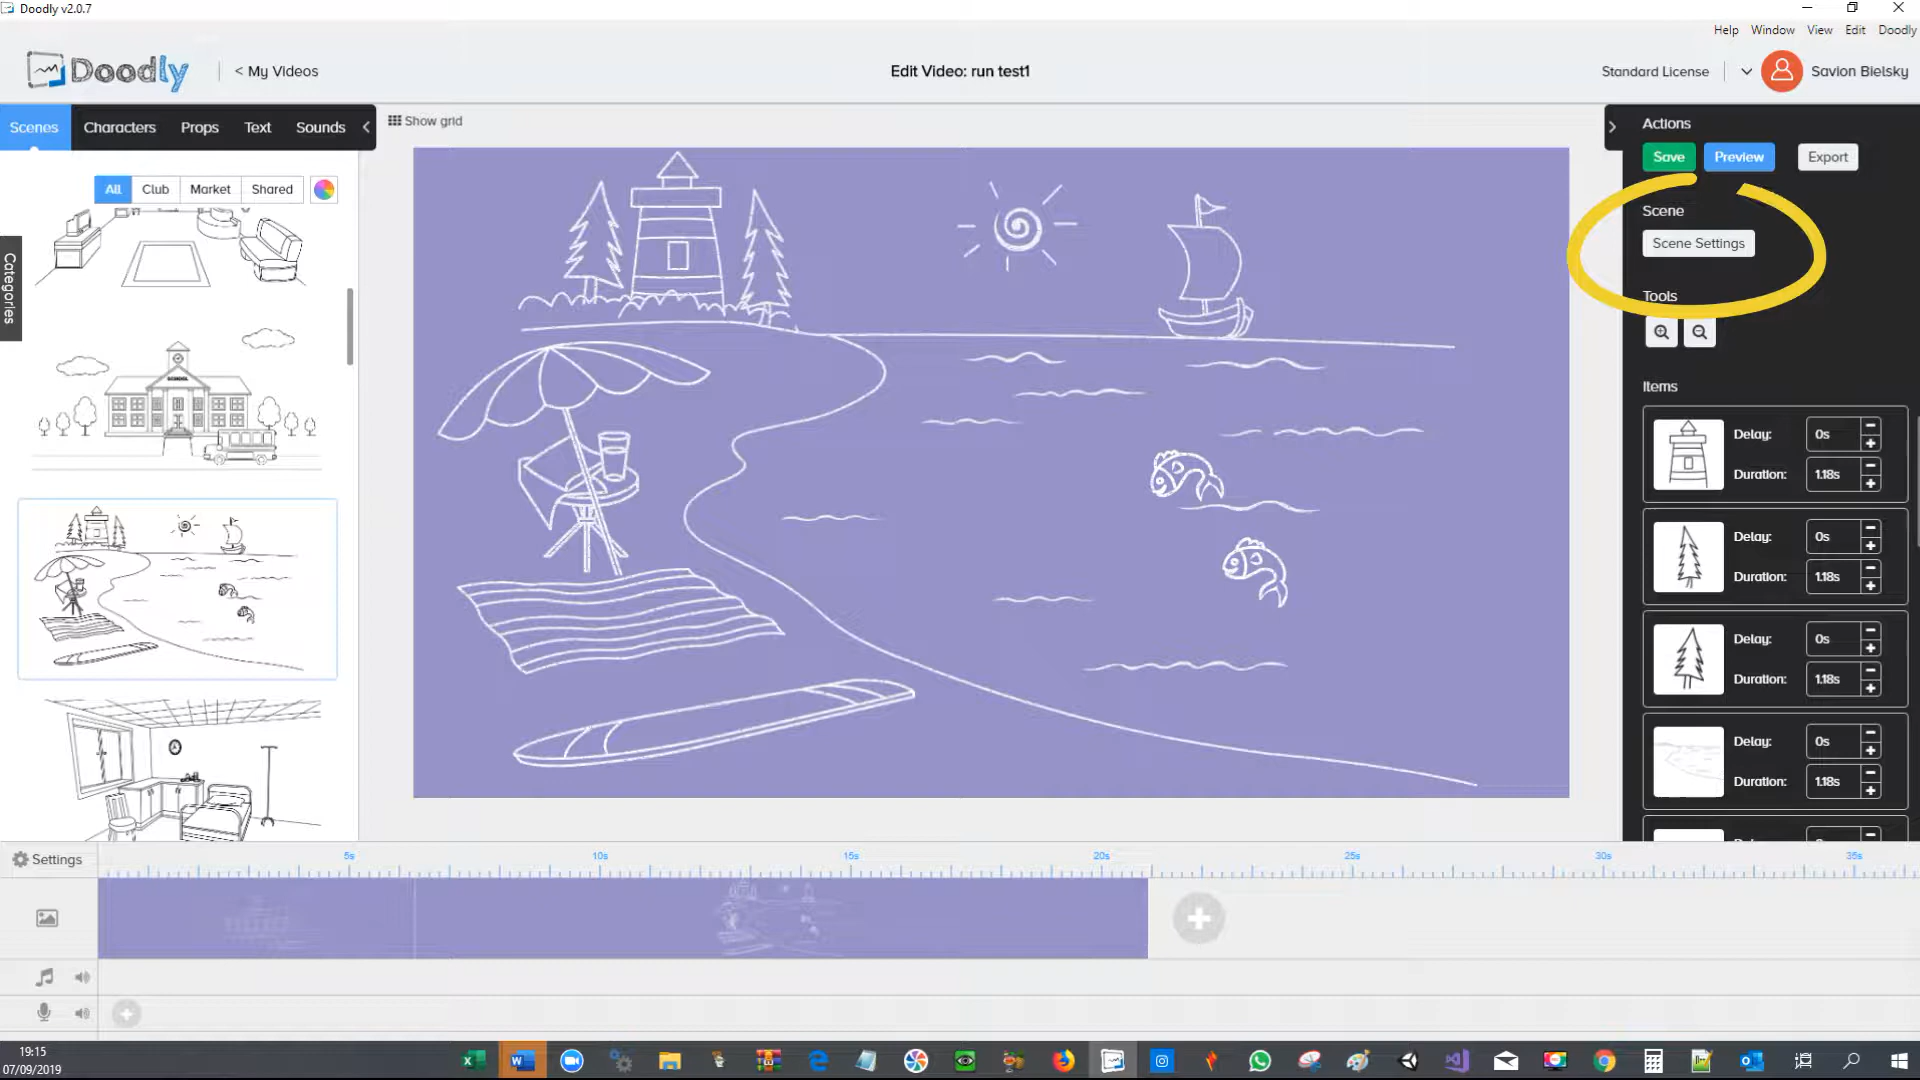 Doodly v2.0.7
Help Window View Edit Doodly
Doodly < My Videos
Edit Video: run test1
Standard License Savion Bielsky
Scenes Characters Props Text Sounds
Show grid
All Club Market Shared
Categories
SCHOOL
Actions
Save Preview Export
Scene
Scene Settings
Tools
Items
Delay: 0s
Duration: 1.18s
Delay: 0s
Duration: 1.18s
Delay: 0s
Duration: 1.18s
Delay: 0s
Duration: 1.18s
Settings
5s 10s 15s 20s 25s 30s 35s
19:15
07/09/2019